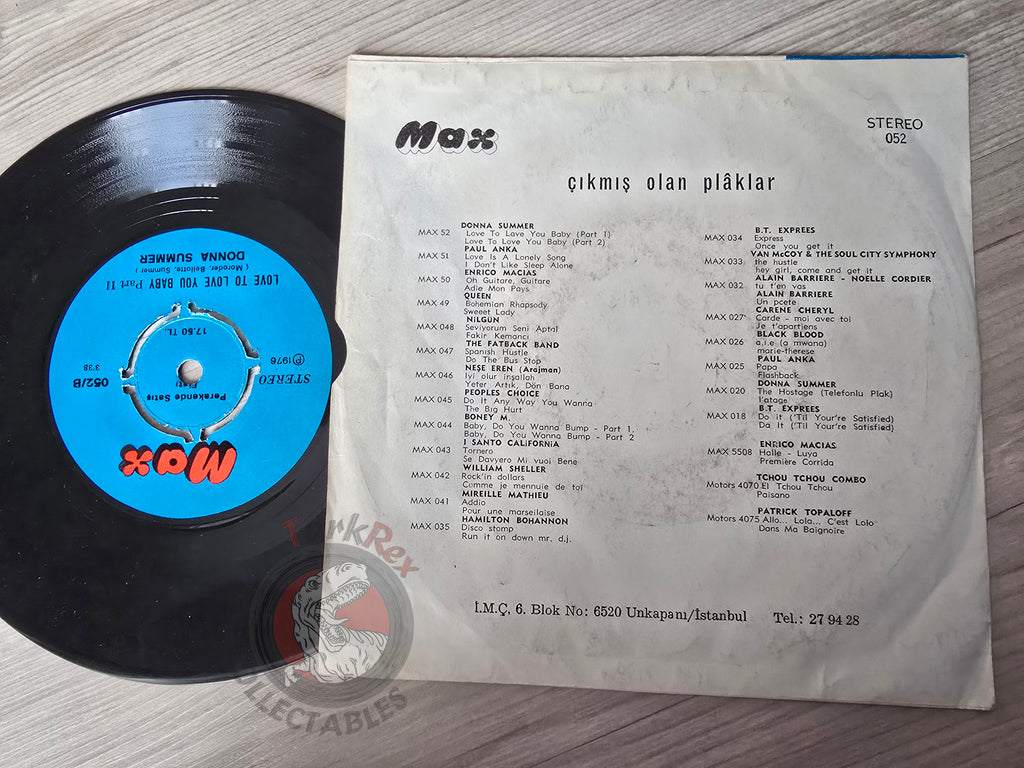 Max
STEREO
052
çıkmış olan plâklar
DONNA SUMMER
MAX 52 Love To Lave You Baby (Part 1)
Love To Love You Baby (Part 2)
PAUL ANKA
MAX 51 Love Is A Lonely Song
I Don't Like Sleep Alone
ENRICO MACIAS
MAX 50 Oh Guitare, Guitare
Adie Mon Pays
QUEEN
MAX 49 Bohemian Rhapsody
Sweeet Lady
NiLGÜN
MAX 048 Seviyorum Seni Aptal
Fakir Kemancı
THE FATBACK BAND
MAX 047 Spanish Hustle
Do The Bus Stop
NEŞE EREN (Arajman)
MAX 046 İyi olur inşallah
Yeter Artık, Dön Bana
PEOPLES CHOICE
MAX 045 Do It Any Way You Wanna
The Big Hurt
BONEY M.
MAX 044 Baby, Do You Wanna Bump - Part 1,
Baby, Do You Wanna Bump - Part 2
I SANTO CALiFORNiA
MAX 043 Tornero
Se Davyero Mi vuoi Bene
WILLIAM SHELLER
MAX 042 Rock'in dollars
Comme je mennuie de toi
MIREILLE MATHIEU
MAX 041 Addio
Pour une marseilaise
HAMILTON BOHANNON
MAX 035 Disco stomp
Run it on down mr. d.j.
B.T. EXPREES
MAX 034 Express
Once you get it
VAN McCOY & THE SOUL CITY SYMPHONY
MAX 033 the hustle
hey girl, come and get it
ALAIN BARRIERE - NOELLE CORDIER
MAX 032 tu t'en vas
ALAIN BARRIERE
Un pcete
CARENE CHERYL
MAX 027 Carde - moi avec toi
Je t'apartiens
BLACK BLOOD
MAX 026 a.i.e (a mwana)
marie-therese
PAUL ANKA
MAX 025 Papa
Flashback
DONNA SUMMER
MAX 020 The Hostage (Telefonlu Plak)
Yatage
B.T. EXPREES
MAX 018 Do it ('Til Your're Satisfied)
Da It ('Til Your're Satisfied)
ENRICO MACIAS
MAX 5508 Halle - Luya
Première Corrida
TCHOU TCHOU COMBO
Motors 4070 El Tchou Tchou
Paisano
PATRICK TOPALOFF
Motors 4075 Allo... Lola... C'est Lolo
Dans Ma Baignoire
İ.M.Ç. 6. Blok No: 6520 Unkapanı/İstanbul Tel.: 27 94 28
Max
Perakende Satış
Fiatı
17.50 TL.
STEREO
℗1976
052/B
3'38
LOVE TO LOVE YOU BABY Part II
( Moroder, Bellotte, Summer )
DONNA SUMMER
TurkRex
COLLECTABLES